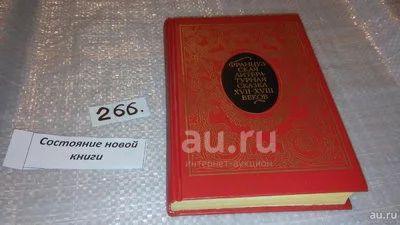 ФРАНЦУЗ
СКАЯ
ЛИТЕРА
ТУРНАЯ
СКАЗКА
XVII-XVIII
ВЕКОВ
266.
Состояние новой
книги
au.ru
интернет-аукцион
au.ru